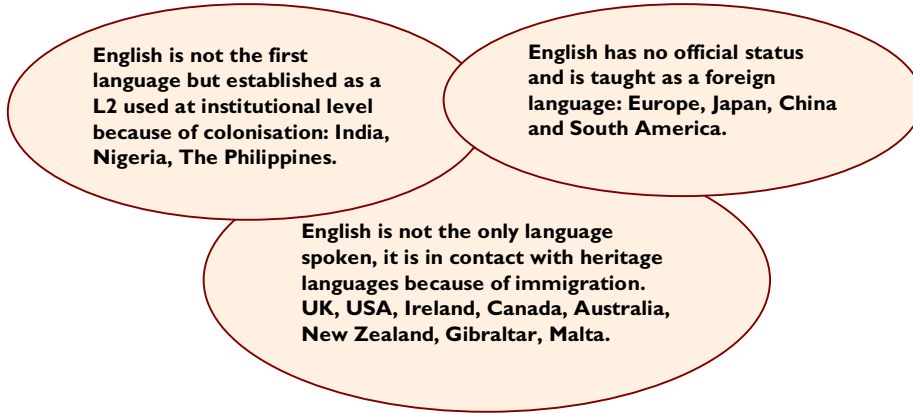 English is not the first
language but established as a
L2 used at institutional level
because of colonisation: India,
Nigeria, The Philippines.
English has no official status
and is taught as a foreign
language: Europe, Japan, China
and South America.
English is not the only language
spoken, it is in contact with heritage
languages because of immigration.
UK, USA, Ireland, Canada, Australia,
New Zealand, Gibraltar, Malta.